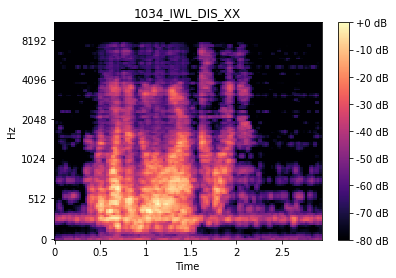 1034_IWL_DIS_XX
+0 dB
8192
-10 dB
4096
-20 dB
-30 dB
2048
Hz
-40 dB
1024
-50 dB
512
-60 dB
-70 dB
0
-80 dB
0 0.5 1 1.5 2 2.5
Time